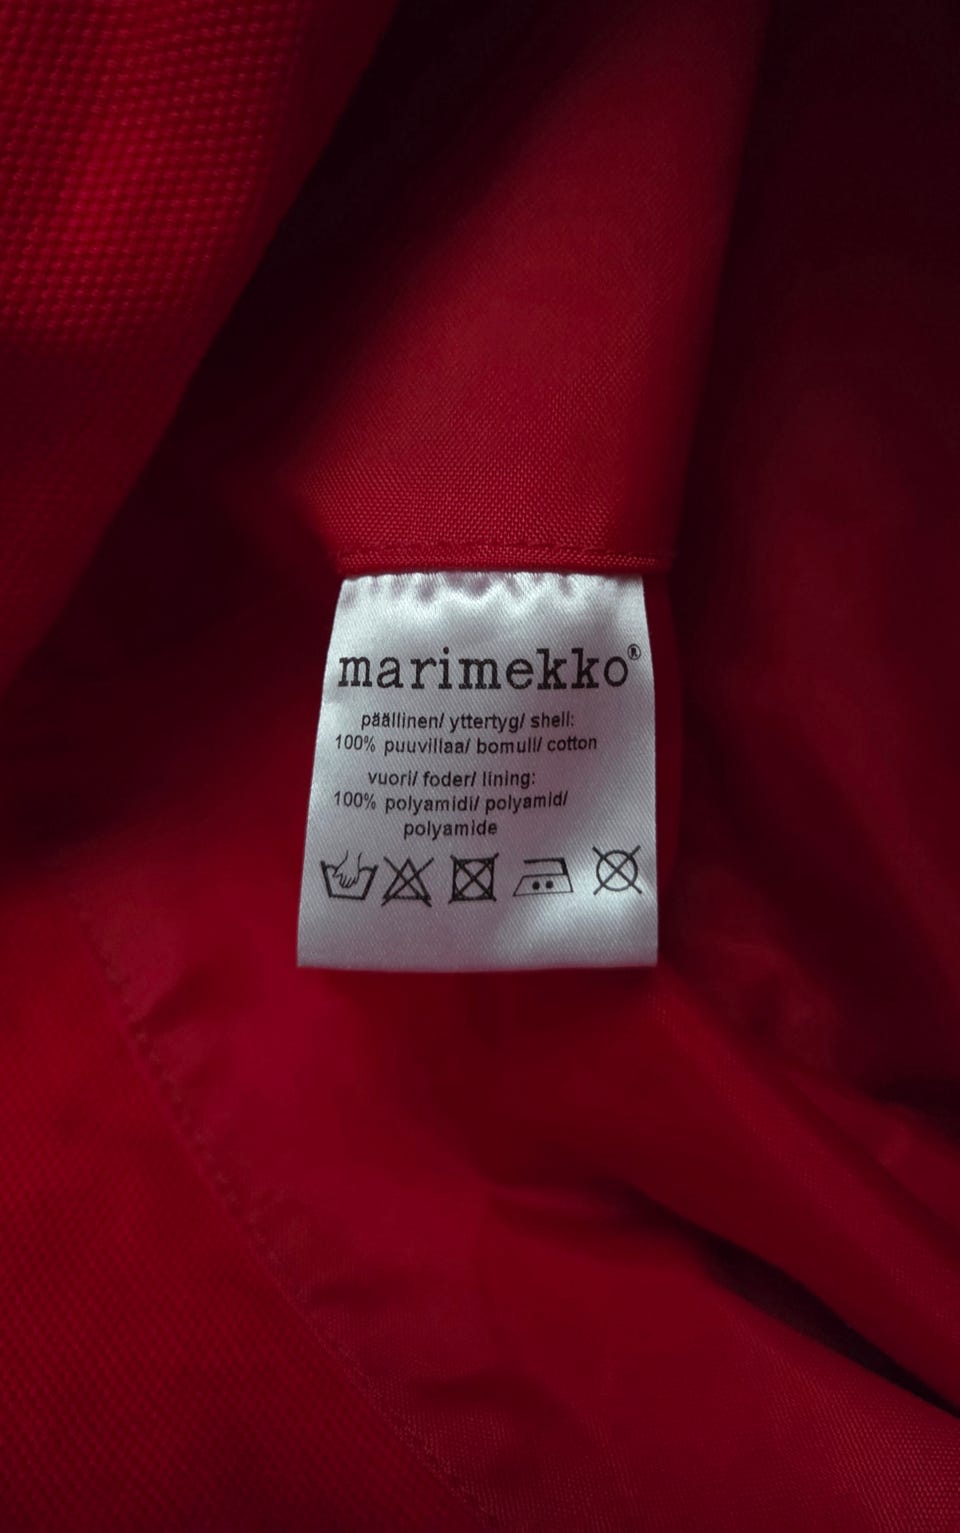 marimekko®
päällinen/ yttertyg/ shell:
100% puuvillaa/ bomull/ cotton
vuori/ foder/ lining:
100% polyamidi/ polyamid/
polyamide